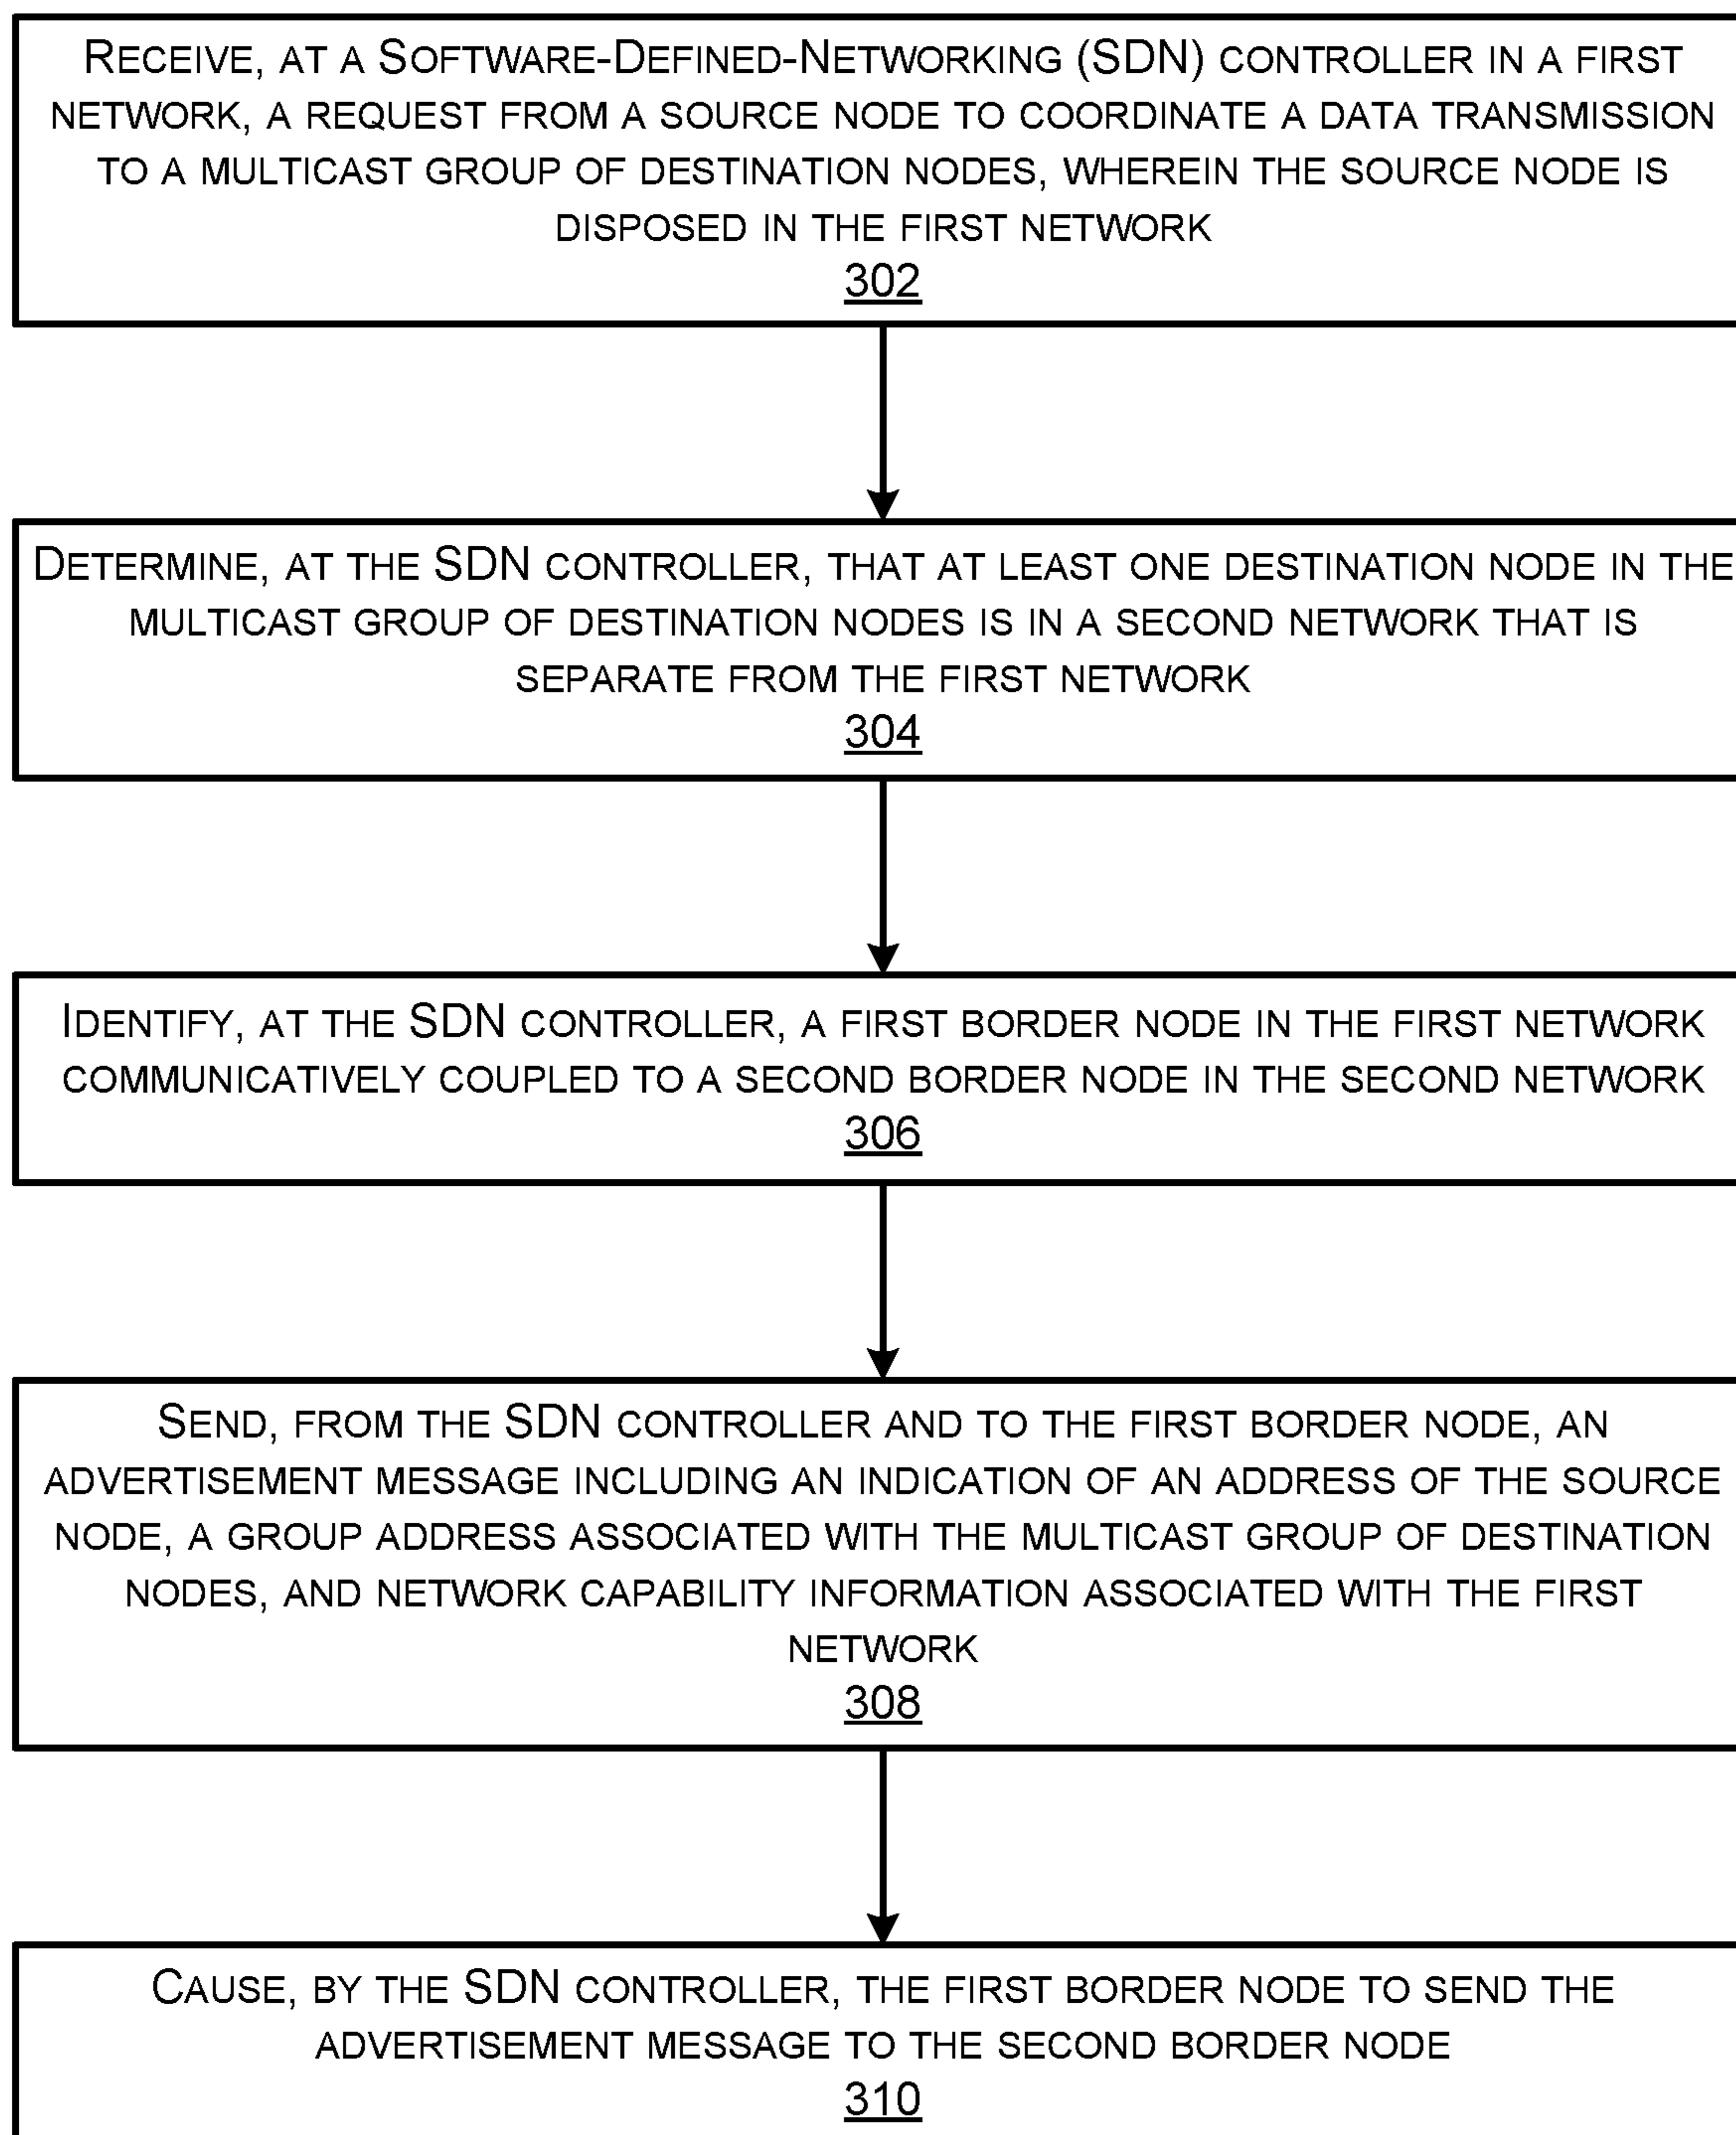 RECEIVE, AT A SOFTWARE-DEFINED-NETWORKING (SDN) CONTROLLER IN A FIRST
NETWORK, A REQUEST FROM A SOURCE NODE TO COORDINATE A DATA TRANSMISSION
TO A MULTICAST GROUP OF DESTINATION NODES, WHEREIN THE SOURCE NODE IS
DISPOSED IN THE FIRST NETWORK
302
DETERMINE, AT THE SDN CONTROLLER, THAT AT LEAST ONE DESTINATION NODE IN THE
MULTICAST GROUP OF DESTINATION NODES IS IN A SECOND NETWORK THAT IS
SEPARATE FROM THE FIRST NETWORK
304
IDENTIFY, AT THE SDN CONTROLLER, A FIRST BORDER NODE IN THE FIRST NETWORK
COMMUNICATIVELY COUPLED TO A SECOND BORDER NODE IN THE SECOND NETWORK
306
SEND, FROM THE SDN CONTROLLER AND TO THE FIRST BORDER NODE, AN
ADVERTISEMENT MESSAGE INCLUDING AN INDICATION OF AN ADDRESS OF THE SOURCE
NODE, A GROUP ADDRESS ASSOCIATED WITH THE MULTICAST GROUP OF DESTINATION
NODES, AND NETWORK CAPABILITY INFORMATION ASSOCIATED WITH THE FIRST
NETWORK
308
CAUSE, BY THE SDN CONTROLLER, THE FIRST BORDER NODE TO SEND THE
ADVERTISEMENT MESSAGE TO THE SECOND BORDER NODE
310